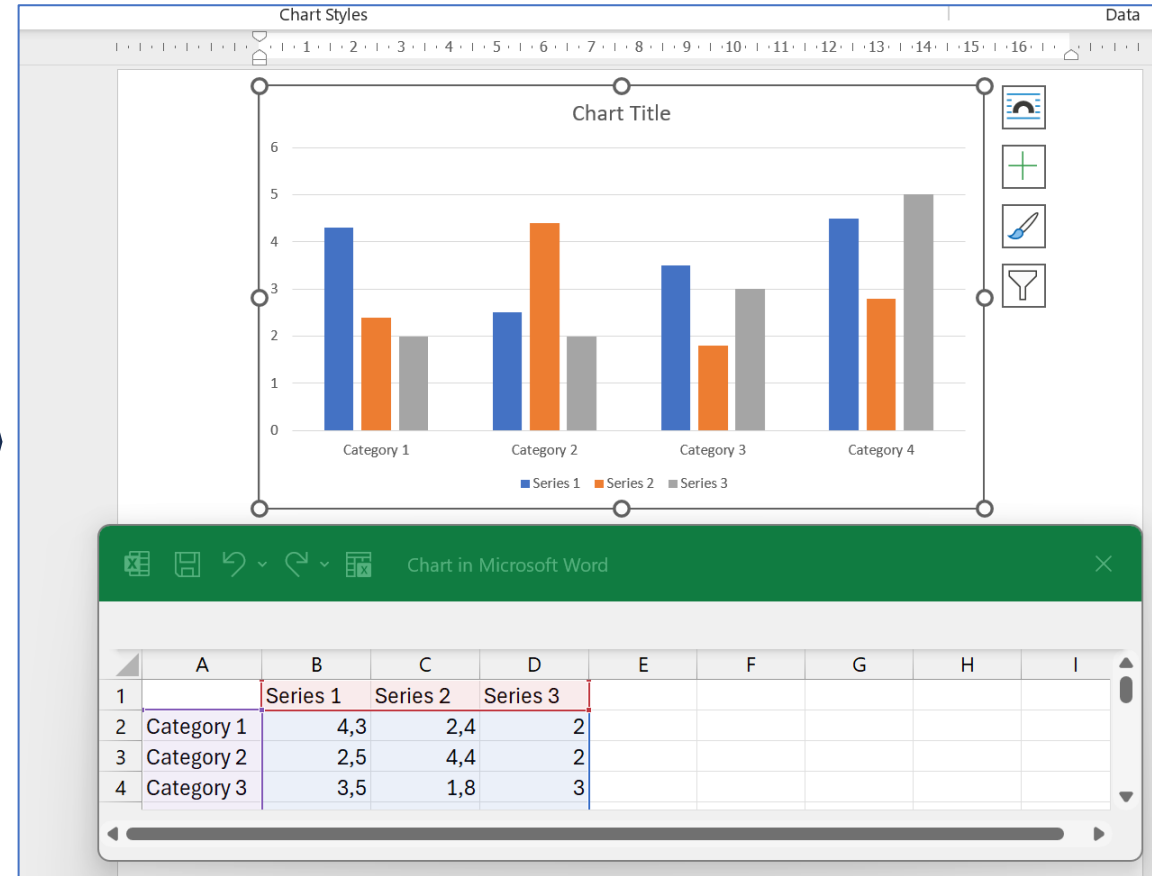 Chart Styles Data
1 2 3 4 5 6 7 8 9 10 11 12 13 14 15 16
Chart Title
6
5
4
3
2
1
0
Category 1 Category 2 Category 3 Category 4
Series 1 Series 2 Series 3
Chart in Microsoft Word
A B C D E F G H I
1 Series 1 Series 2 Series 3
2 Category 1 4,3 2,4 2
3 Category 2 2,5 4,4 2
4 Category 3 3,5 1,8 3